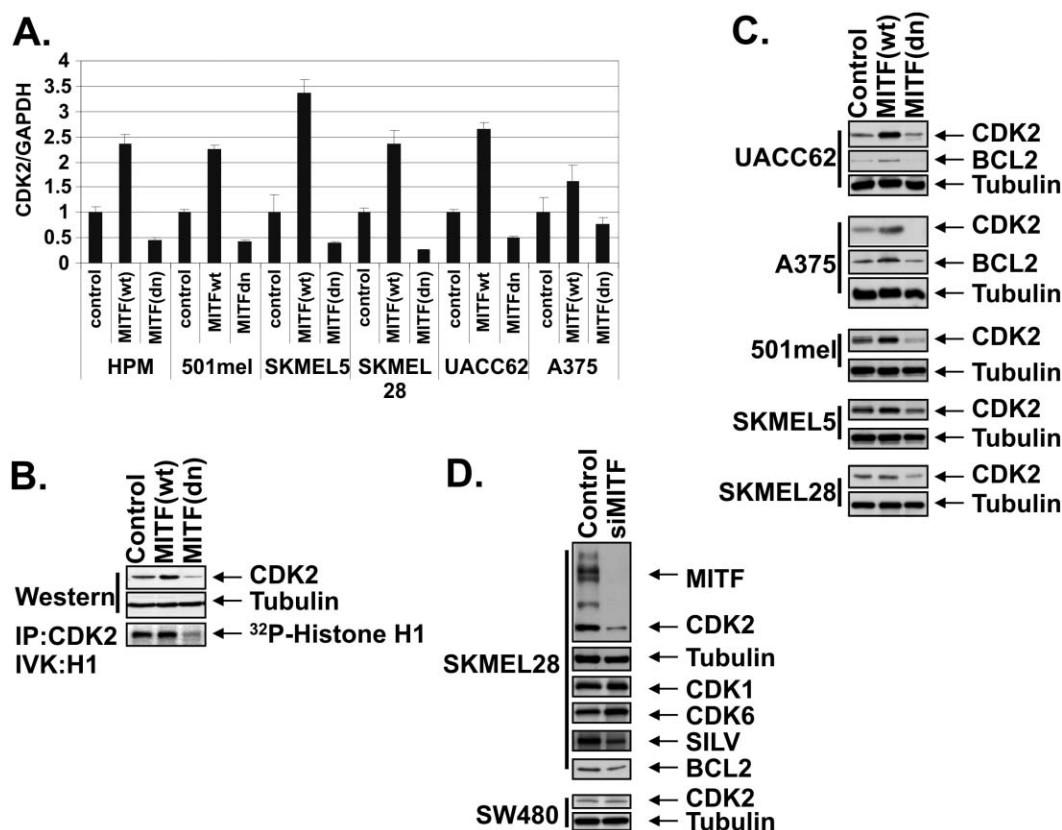 A.
CDK2/GAPDH
4
3.5
3
2.5
2
1.5
1
0.5
0
control
MITF(wt)
MITF(dn)
control
MITFwt
MITFdn
control
MITF(wt)
MITF(dn)
control
MITF(wt)
MITF(dn)
control
MITFwt
MITFdn
control
MITF(wt)
MITF(dn)
HPM 501mel SKMEL5 SKMEL UACC62 A375
28
B.
Control
MITF(wt)
MITF(dn)
Western
CDK2
Tubulin
IP:CDK2
IVK:H1
32P-Histone H1
C.
Control
MITF(wt)
MITF(dn)
UACC62
CDK2
BCL2
Tubulin
A375
CDK2
BCL2
Tubulin
501mel
CDK2
Tubulin
SKMEL5
CDK2
Tubulin
SKMEL28
CDK2
Tubulin
D.
Control
siMITF
SKMEL28
MITF
CDK2
Tubulin
CDK1
CDK6
SILV
BCL2
SW480
CDK2
Tubulin